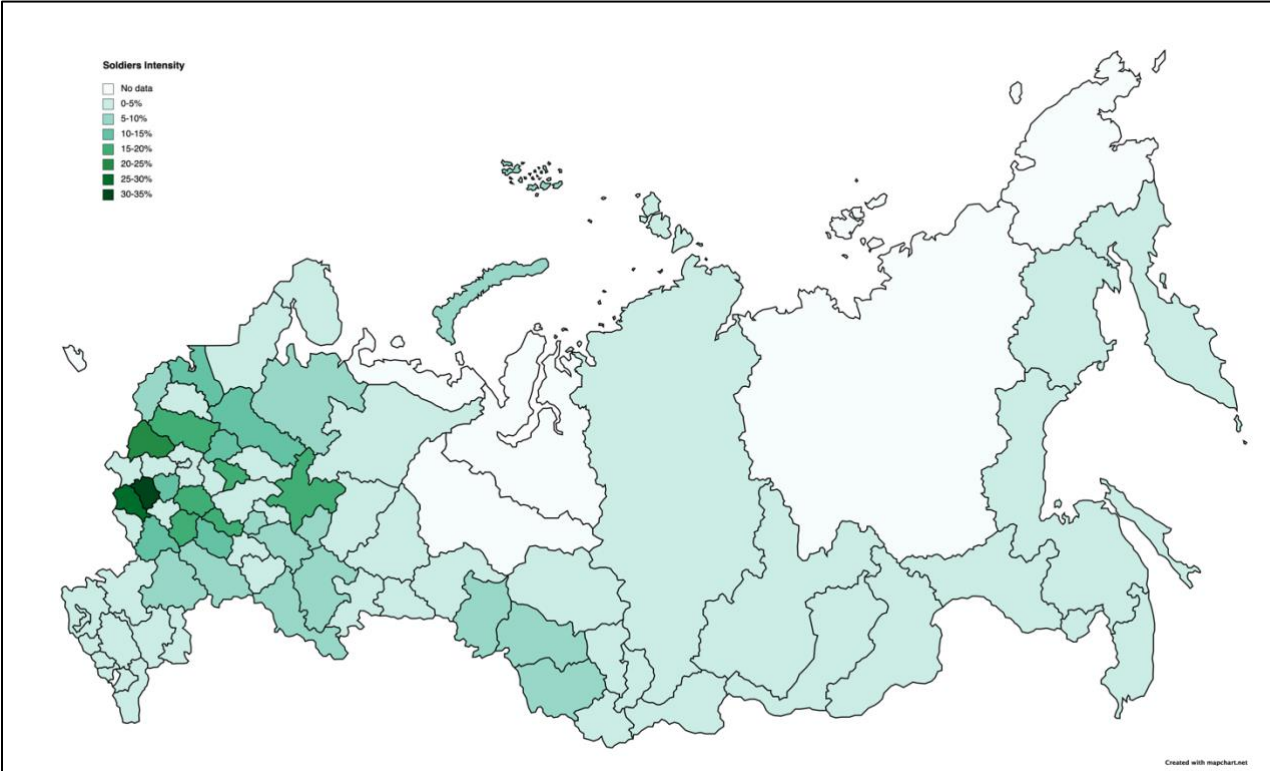 Soldiers Intensity
No data
0-5%
5-10%
10-15%
15-20%
20-25%
25-30%
30-35%
Created with mapchart.net